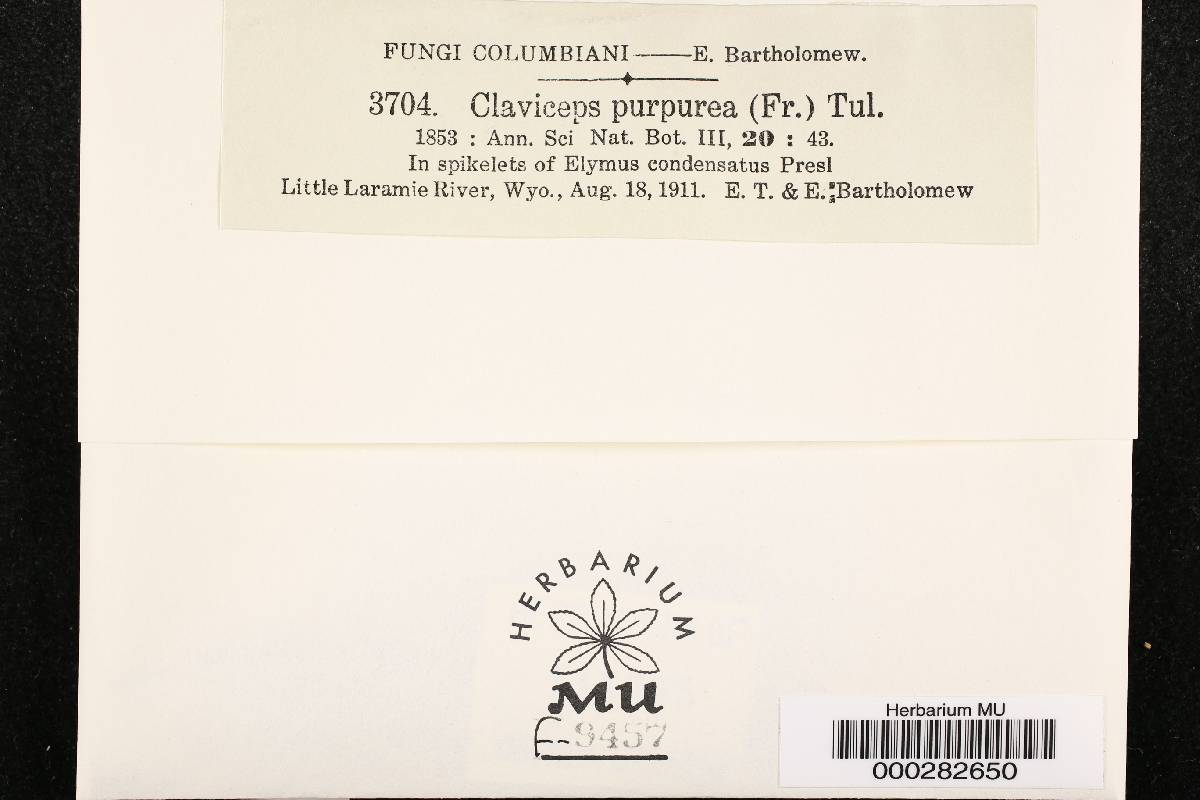 FUNGI COLUMBIANI——E. Bartholomew.
3704. Claviceps purpurea (Fr.) Tul.
1853 : Ann. Sci Nat. Bot. III, 20 : 43.
In spikelets of Elymus condensatus Presl
Little Laramie River, Wyo., Aug. 18, 1911. E. T. & E. Bartholomew
HERBARIUM
MU
F-9457
Herbarium MU
000282650